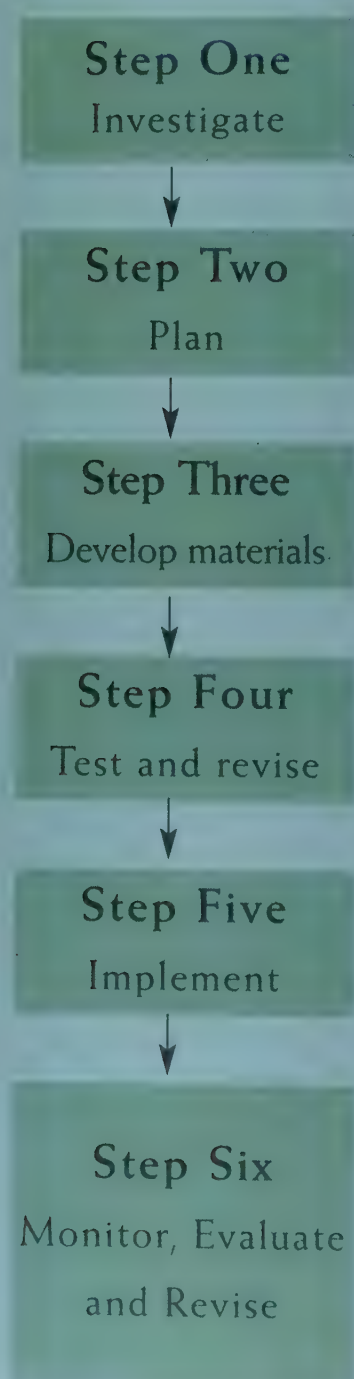 Step One
Investigate
Step Two
Plan
Step Three
Develop materials
Step Four
Test and revise
Step Five
Implement
Step Six
Monitor, Evaluate
and Revise